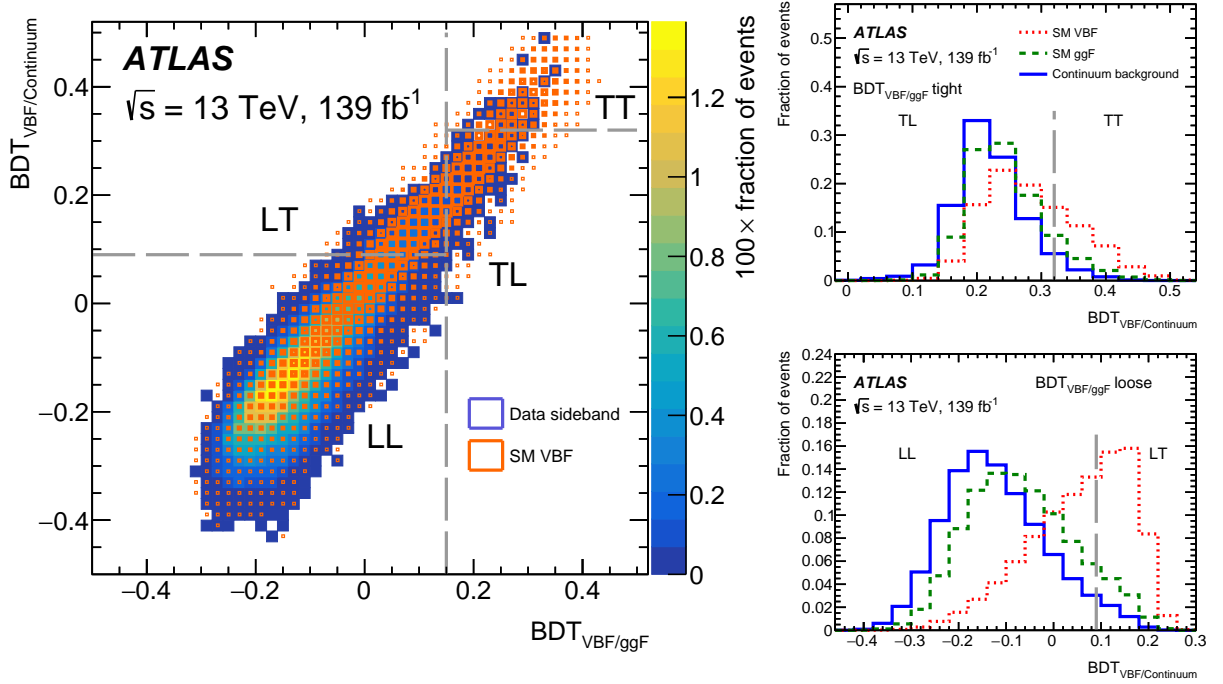 ATLAS
√s = 13 TeV, 139 fb⁻¹
TT
LT
TL
LL
Data sideband
SM VBF
BDT_VBF/Continuum
0.4
0.2
0
−0.2
−0.4
−0.4
−0.2
0
0.2
0.4
BDT_VBF/ggF
1.2
1
0.8
0.6
0.4
0.2
0
100 × fraction of events
ATLAS
√s = 13 TeV, 139 fb⁻¹
BDT_VBF/ggF tight
SM VBF
SM ggF
Continuum background
TL
TT
Fraction of events
0.5
0.4
0.3
0.2
0.1
0
0
0.1
0.2
0.3
0.4
0.5
BDT_VBF/Continuum
ATLAS
√s = 13 TeV, 139 fb⁻¹
BDT_VBF/ggF loose
LL
LT
Fraction of events
0.24
0.22
0.2
0.18
0.16
0.14
0.12
0.1
0.08
0.06
0.04
0.02
0
−0.4
−0.3
−0.2
−0.1
0
0.1
0.2
0.3
BDT_VBF/Continuum